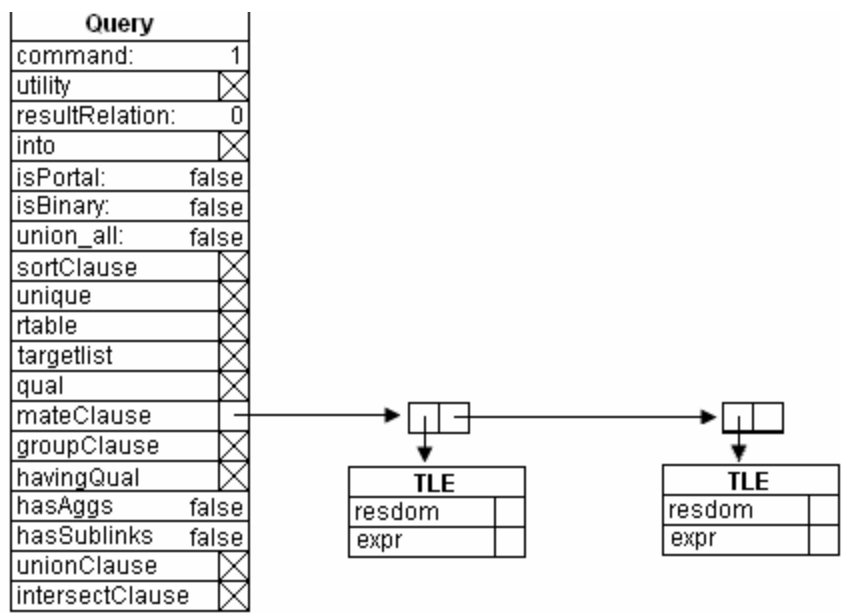 Query
command: 1
utility
resultRelation: 0
into
isPortal: false
isBinary: false
union_all: false
sortClause
unique
rtable
targetlist
qual
mateClause
groupClause
havingQual
hasAggs false
hasSublinks false
unionClause
intersectClause
TLE
resdom
expr
TLE
resdom
expr